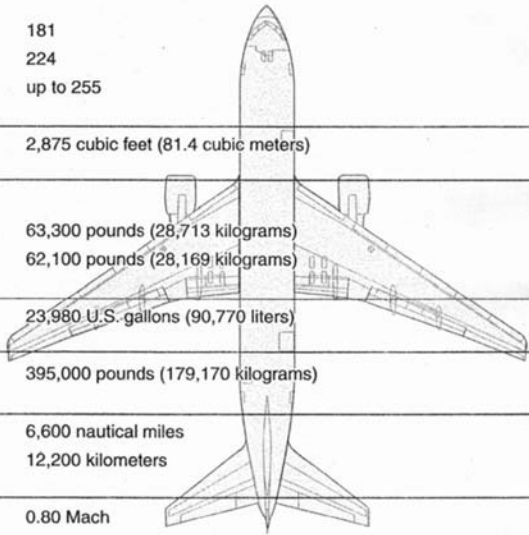 181
224
up to 255
2,875 cubic feet (81.4 cubic meters)
63,300 pounds (28,713 kilograms)
62,100 pounds (28,169 kilograms)
23,980 U.S. gallons (90,770 liters)
395,000 pounds (179,170 kilograms)
6,600 nautical miles
12,200 kilometers
0.80 Mach